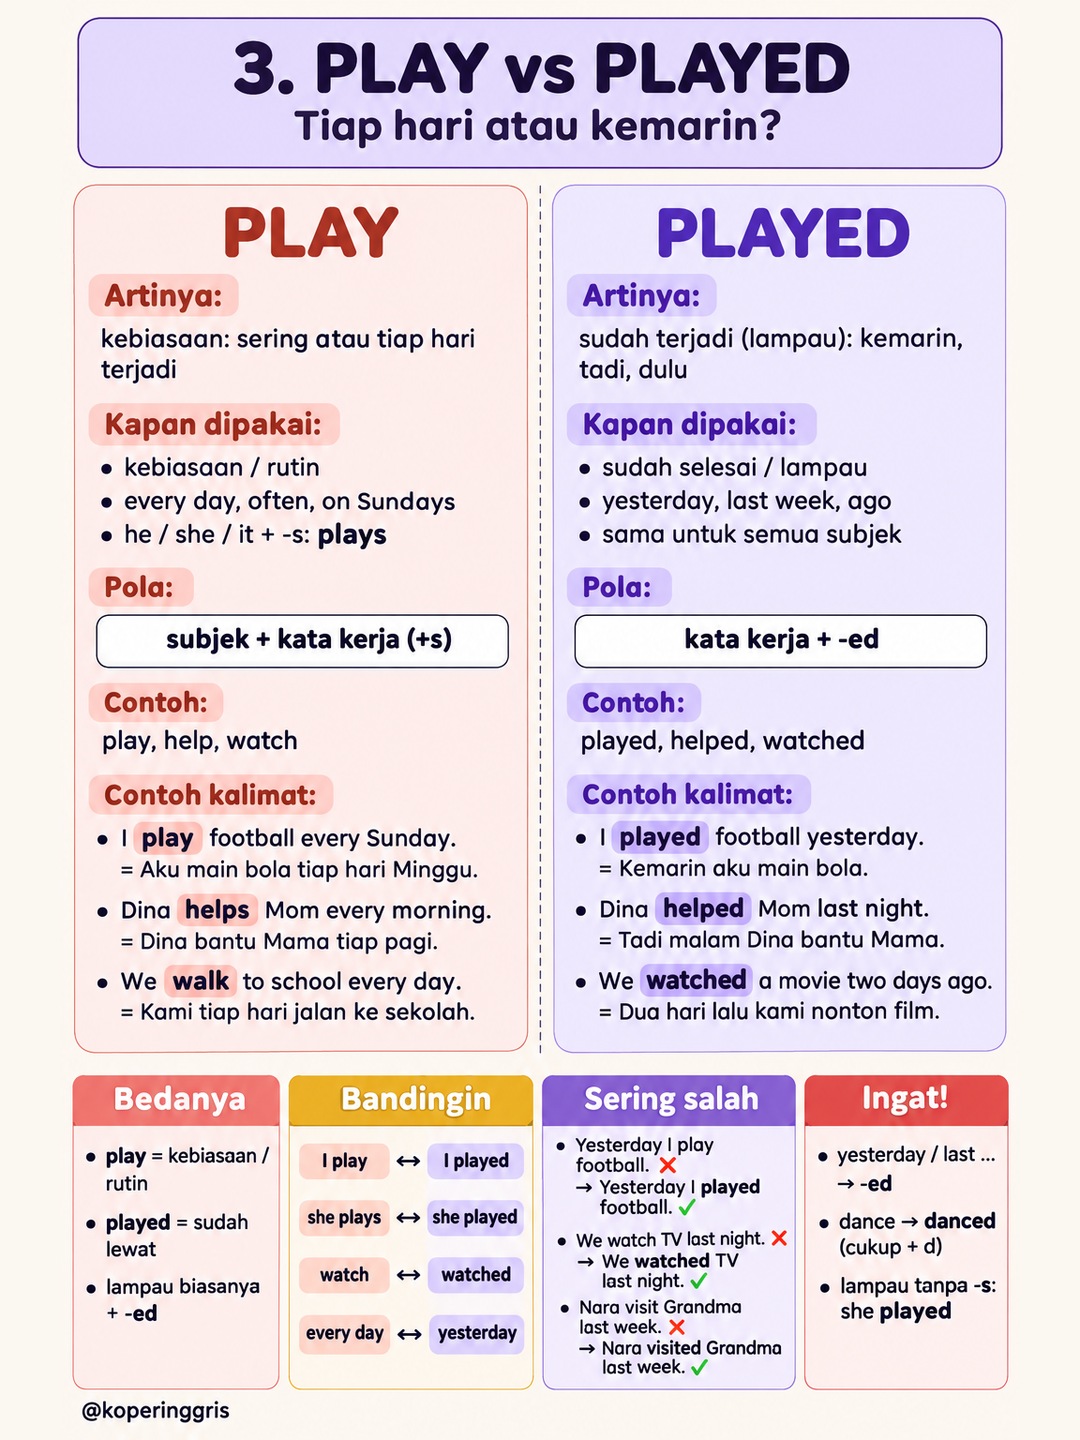 3. PLAY vs PLAYED
Tiap hari atau kemarin?
PLAY
Artinya:
kebiasaan: sering atau tiap hari
terjadi
Kapan dipakai:
• kebiasaan / rutin
• every day, often, on Sundays
• he / she / it + -s: plays
Pola:
subjek + kata kerja (+s)
Contoh:
play, help, watch
Contoh kalimat:
• I play football every Sunday.
= Aku main bola tiap hari Minggu.
• Dina helps Mom every morning.
= Dina bantu Mama tiap pagi.
• We walk to school every day.
= Kami tiap hari jalan ke sekolah.
PLAYED
Artinya:
sudah terjadi (lampau): kemarin,
tadi, dulu
Kapan dipakai:
• sudah selesai / lampau
• yesterday, last week, ago
• sama untuk semua subjek
Pola:
kata kerja + -ed
Contoh:
played, helped, watched
Contoh kalimat:
• I played football yesterday.
= Kemarin aku main bola.
• Dina helped Mom last night.
= Tadi malam Dina bantu Mama.
• We watched a movie two days ago.
= Dua hari lalu kami nonton film.
Bedanya
• play = kebiasaan /
rutin
• played = sudah
lewat
• lampau biasanya
+ -ed
Bandingin
I play ↔ I played
she plays ↔ she played
watch ↔ watched
every day ↔ yesterday
Sering salah
• Yesterday I play
football. ❌
→ Yesterday I played
football. ✓
• We watch TV last night. ❌
→ We watched TV
last night. ✓
• Nara visit Grandma
last week. ❌
→ Nara visited Grandma
last week. ✓
Ingat!
• yesterday / last ...
→ -ed
• dance → danced
(cukup + d)
• lampau tanpa -s:
she played
@koperinggris